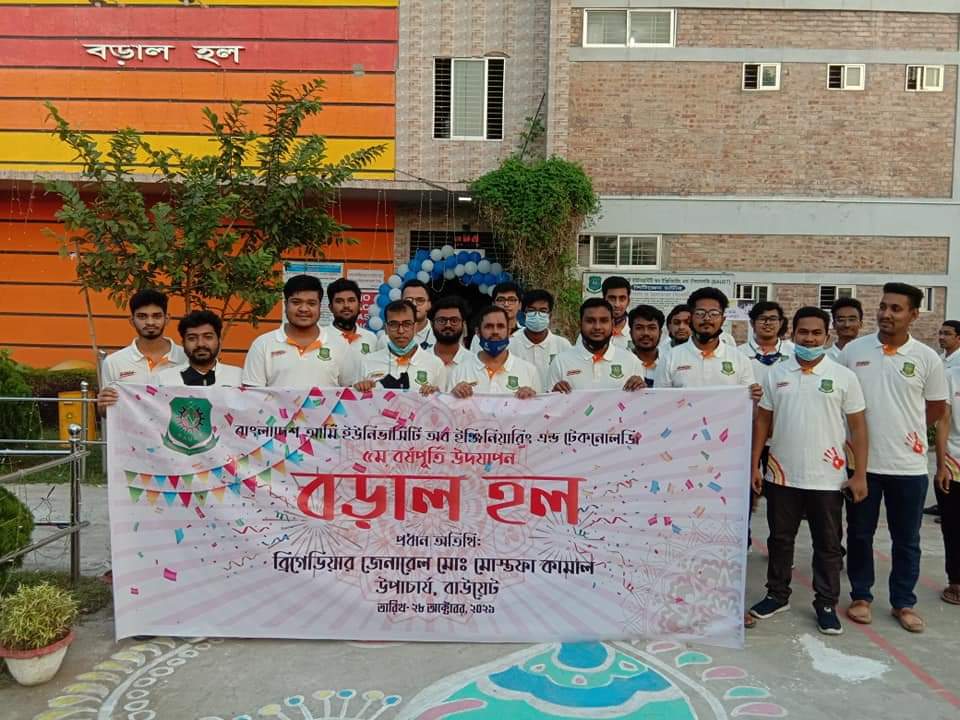 বড়াল হল
বাংলাদেশ আর্মি ইউনিভার্সিটি অব ইঞ্জিনিয়ারিং এন্ড টেকনোলজি
৫ম বর্ষপূর্তি উদযাপন
বড়াল হল
প্রধান অতিথি:
ব্রিগেডিয়ার জেনারেল মোঃ মোস্তফা কামাল
উপাচার্য, বাউয়েট
তারিখ- ২৮ অক্টোবর, ২০২১